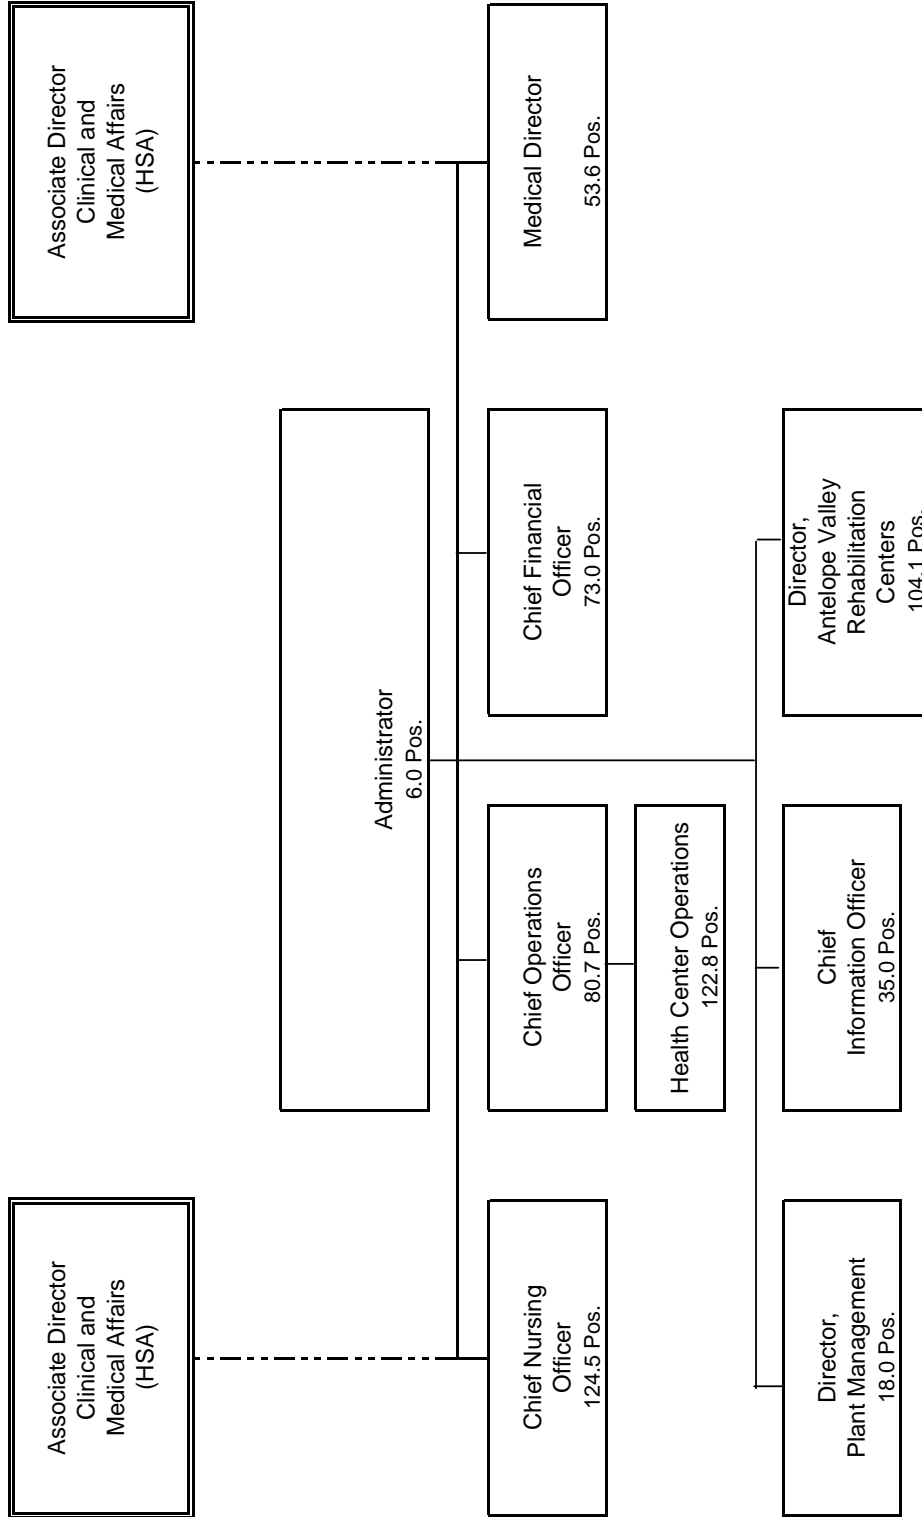 Associate Director
Clinical and
Medical Affairs
(HSA)
Associate Director
Clinical and
Medical Affairs
(HSA)
Administrator
6.0 Pos.
Chief Nursing
Officer
124.5 Pos.
Chief Operations
Officer
80.7 Pos.
Chief Financial
Officer
73.0 Pos.
Medical Director
53.6 Pos.
Health Center Operations
122.8 Pos.
Director,
Plant Management
18.0 Pos.
Chief
Information Officer
35.0 Pos.
Director,
Antelope Valley
Rehabilitation
Centers
104.1 Pos.